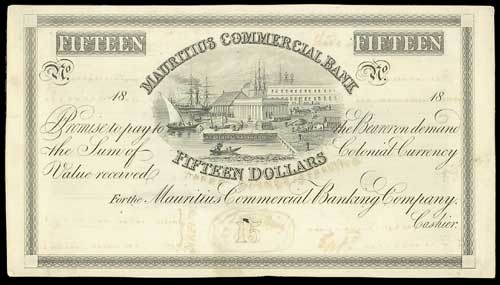 FIFTEEN FIFTEEN
MAURITIUS COMMERCIAL BANK
No. No.
18 18
Promise to pay to the Bearer on demand
the Sum of Colonial Currency
FIFTEEN DOLLARS
Value received
For the Mauritius Commercial Banking Company.
Cashier.